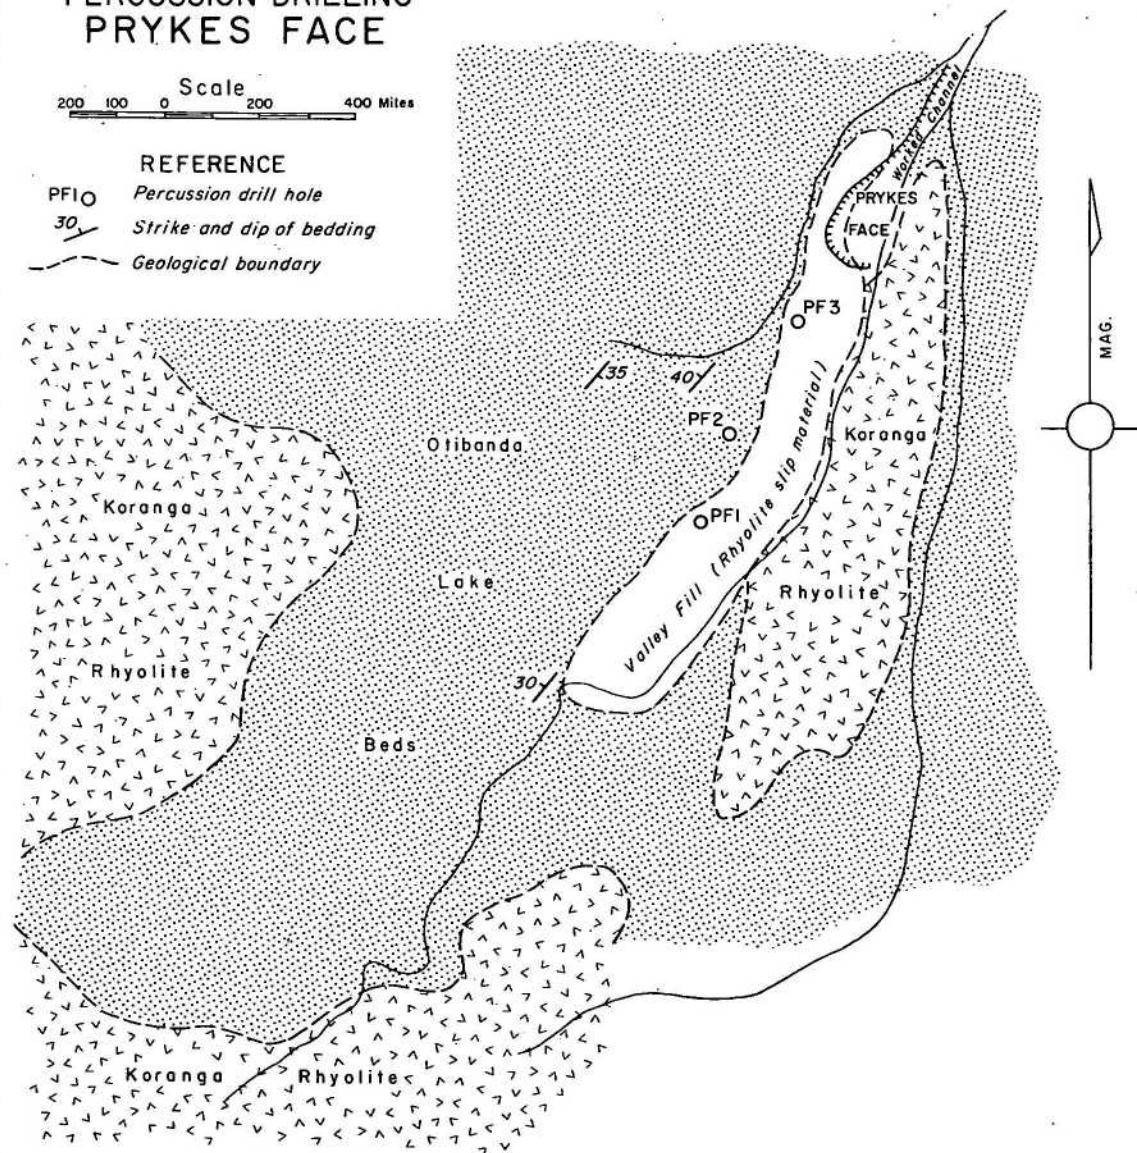 PERCUSSION DRILLING
PRYKES FACE
Scale
200 100 0 200 400 Miles
REFERENCE
PF1 Percussion drill hole
30 Strike and dip of bedding
Geological boundary
Worked Channel
PRYKES
FACE
PF3
MAG.
35
40
PF2
Otibanda
Koranga
Koranga
PF1
Valley Fill (Rhyolite slip material)
Lake
Rhyolite
Rhyolite
30
Beds
Koranga Rhyolite